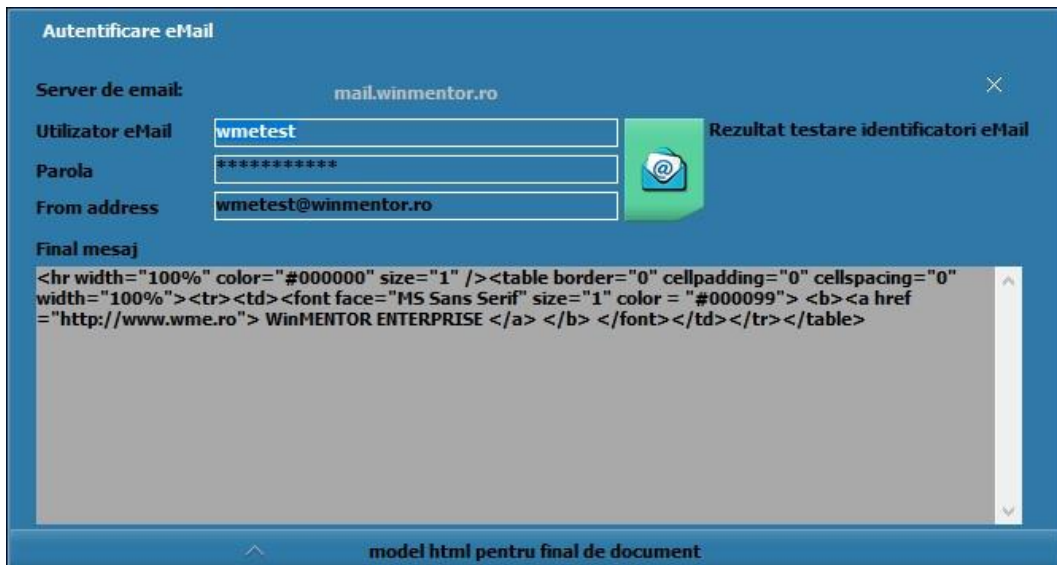 Autentificare eMail
Server de email:
mail.winmentor.ro
Utilizator eMail
wmetest
Rezultat testare identificatori eMail
Parola
***********
From address
wmetest@winmentor.ro
Final mesaj
<hr width="100%" color="#000000" size="1" /><table border="0" cellpadding="0" cellspacing="0"
width="100%"><tr><td><font face="MS Sans Serif" size="1" color = "#000099"> <b><a href
="http://www.wme.ro"> WinMENTOR ENTERPRISE </a> </b> </font></td></tr></table>
model html pentru final de document